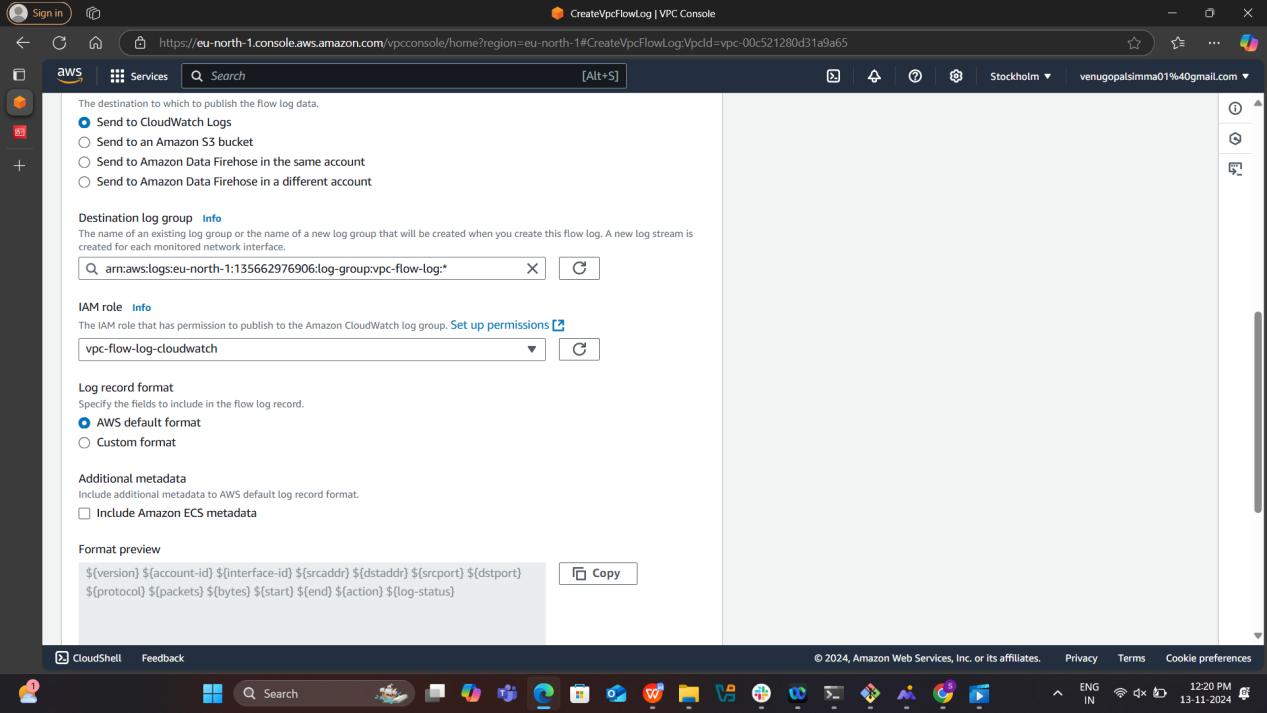 Sign in
CreateVpcFlowLog | VPC Console
https://eu-north-1.console.aws.amazon.com/vpcconsole/home?region=eu-north-1#CreateVpcFlowLog:VpcId=vpc-00c521280d31a9a65
aws
Services
Search
[Alt+S]
Stockholm
venugopalsimma01%40gmail.com
The destination to which to publish the flow log data.
Send to CloudWatch Logs
Send to an Amazon S3 bucket
Send to Amazon Data Firehose in the same account
Send to Amazon Data Firehose in a different account
Destination log group Info
The name of an existing log group or the name of a new log group that will be created when you create this flow log. A new log stream is
created for each monitored network interface.
arn:aws:logs:eu-north-1:135662976906:log-group:vpc-flow-log:*
IAM role Info
The IAM role that has permission to publish to the Amazon CloudWatch log group. Set up permissions
vpc-flow-log-cloudwatch
Log record format
Specify the fields to include in the flow log record.
AWS default format
Custom format
Additional metadata
Include additional metadata to AWS default log record format.
Include Amazon ECS metadata
Format preview
${version} ${account-id} ${interface-id} ${srcaddr} ${dstaddr} ${srcport} ${dstport}
${protocol} ${packets} ${bytes} ${start} ${end} ${action} ${log-status}
Copy
CloudShell
Feedback
© 2024, Amazon Web Services, Inc. or its affiliates.
Privacy
Terms
Cookie preferences
1
Search
5
ENG
IN
12:20 PM
13-11-2024